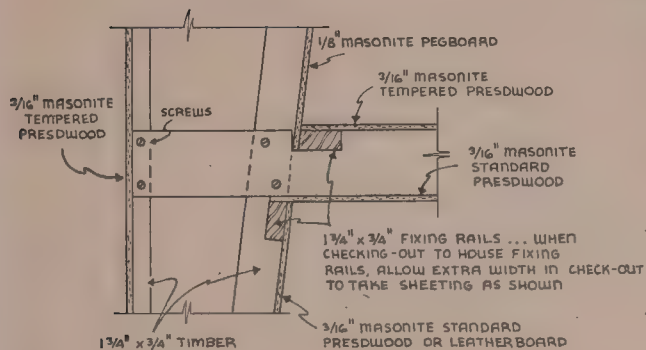 1/8" MASONITE PEGBOARD
3/16" MASONITE
TEMPERED PRESDWOOD
3/16" MASONITE
TEMPERED
PRESDWOOD
SCREWS
3/16" MASONITE
STANDARD
PRESDWOOD
1 3/4" x 3/4" FIXING RAILS ... WHEN
CHECKING-OUT TO HOUSE FIXING
RAILS, ALLOW EXTRA WIDTH IN CHECK-OUT
TO TAKE SHEETING AS SHOWN
3/16" MASONITE STANDARD
PRESDWOOD OR LEATHERBOARD
1 3/4" x 3/4" TIMBER